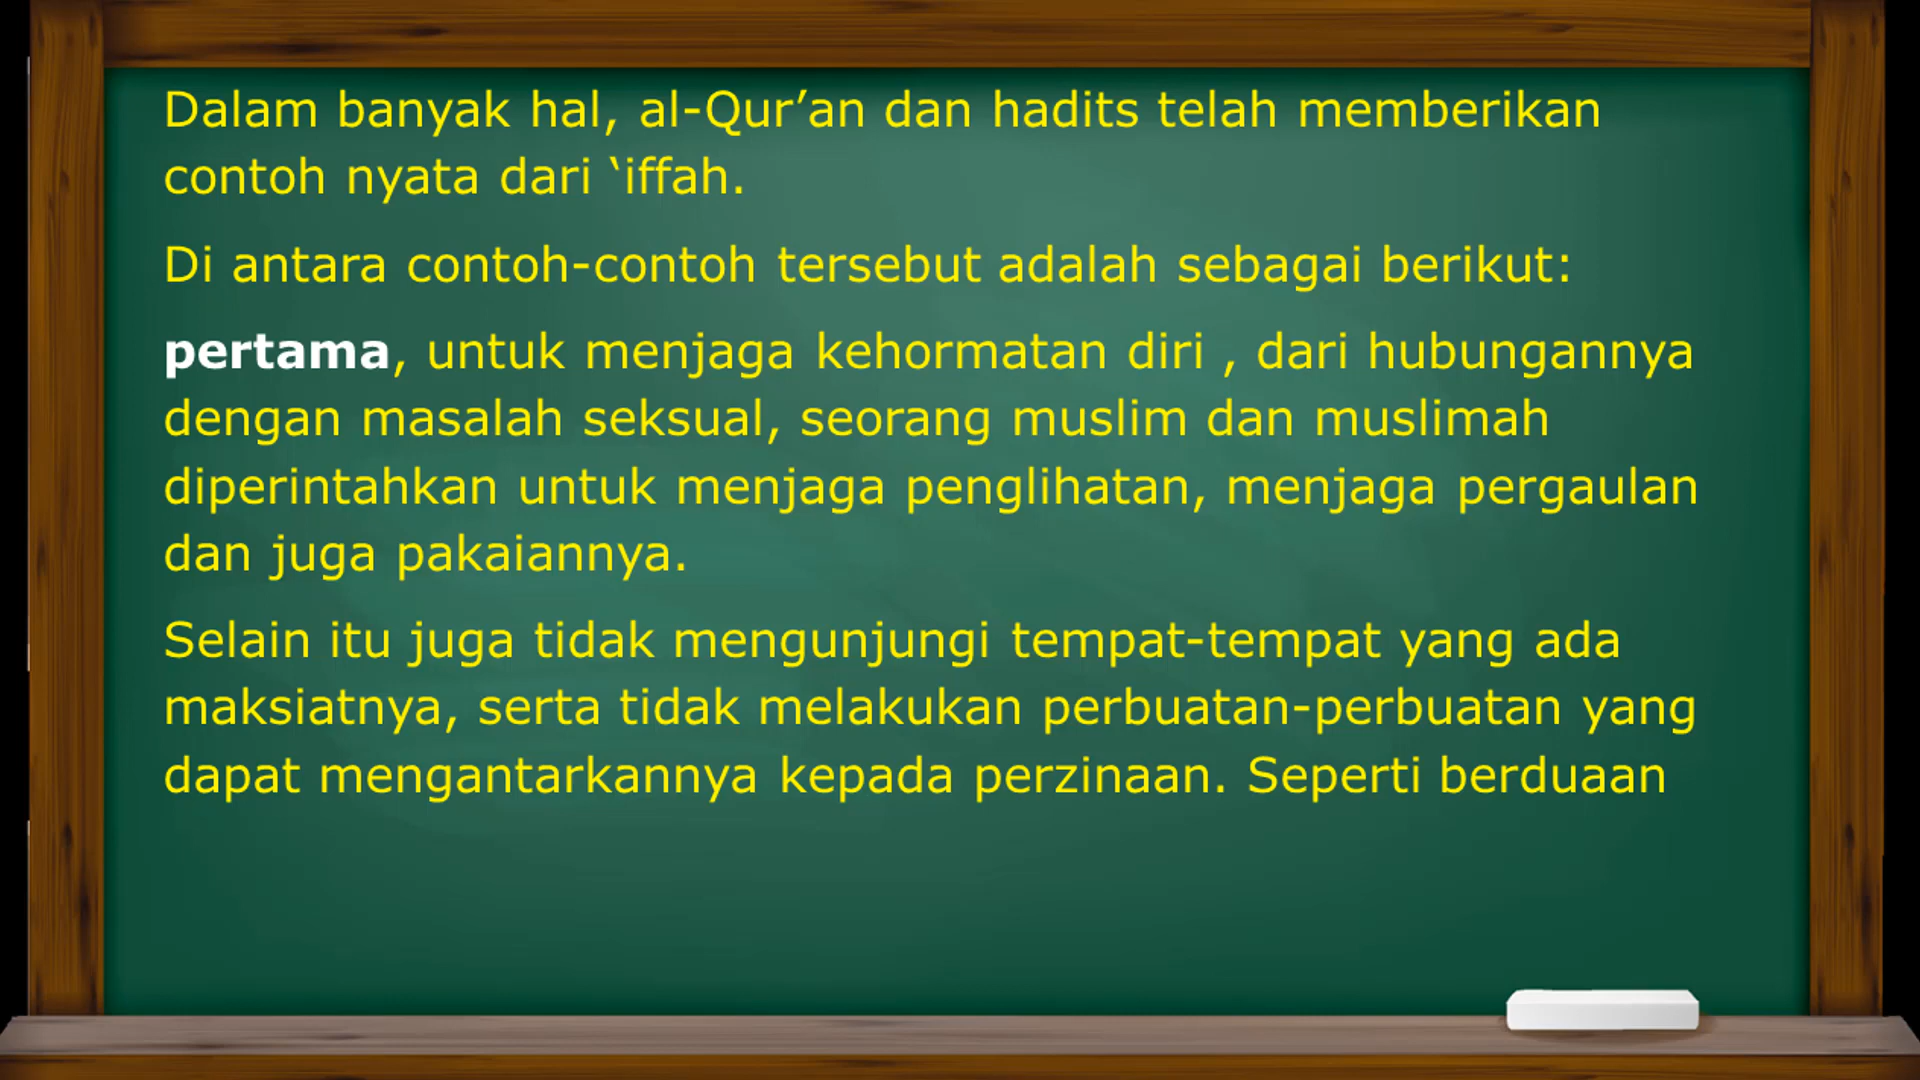 Dalam banyak hal, al-Qur’an dan hadits telah memberikan
contoh nyata dari ‘iffah.
Di antara contoh-contoh tersebut adalah sebagai berikut:
pertama, untuk menjaga kehormatan diri , dari hubungannya
dengan masalah seksual, seorang muslim dan muslimah
diperintahkan untuk menjaga penglihatan, menjaga pergaulan
dan juga pakaiannya.
Selain itu juga tidak mengunjungi tempat-tempat yang ada
maksiatnya, serta tidak melakukan perbuatan-perbuatan yang
dapat mengantarkannya kepada perzinaan. Seperti berduaan